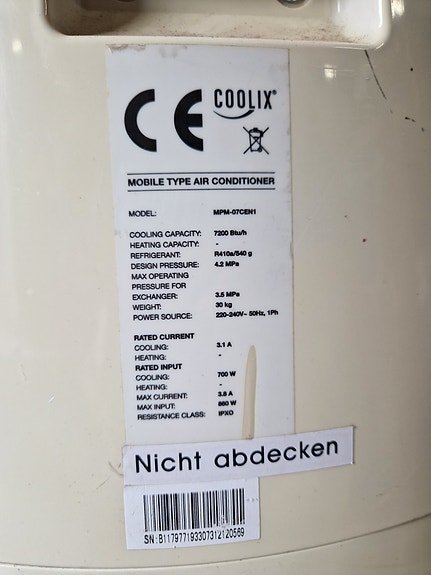 CE COOLIX®
MOBILE TYPE AIR CONDITIONER
MODEL: MPM-07CEN1
COOLING CAPACITY: 7200 Btu/h
HEATING CAPACITY: -
REFRIGERANT: R410a/540 g
DESIGN PRESSURE: 4.2 MPa
MAX OPERATING
PRESSURE FOR
EXCHANGER: 3.5 MPa
WEIGHT: 30 kg
POWER SOURCE: 220-240V~ 50Hz, 1Ph
RATED CURRENT
COOLING: 3.1 A
HEATING: -
RATED INPUT
COOLING: 700 W
HEATING: -
MAX CURRENT: 3.8 A
MAX INPUT: 860 W
RESISTANCE CLASS: IPXO
Nicht abdecken
SN: B117977193307312120569